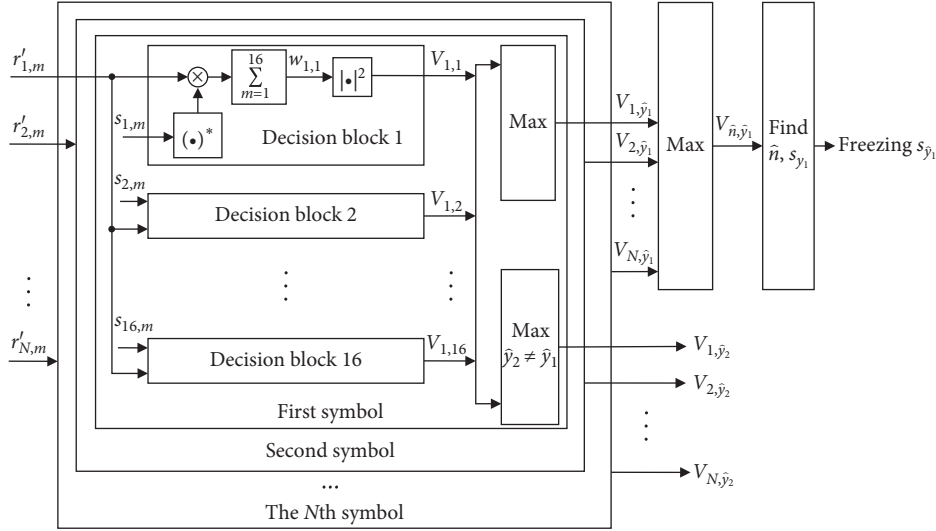 r′1,m
r′2,m
⋮
r′N,m
s1,m
⊗
16
∑
m=1
w1,1
|•|²
V1,1
(•)*
Decision block 1
s2,m
Decision block 2
V1,2
⋮
⋮
s16,m
Decision block 16
V1,16
Max
Max
ŷ2 ≠ ŷ1
First symbol
Second symbol
...
The Nth symbol
V1,ŷ1
V2,ŷ1
⋮
VN,ŷ1
Max
Vn̂,ŷ1
Find
n̂, sy1
Freezing sŷ1
V1,ŷ2
V2,ŷ2
⋮
VN,ŷ2